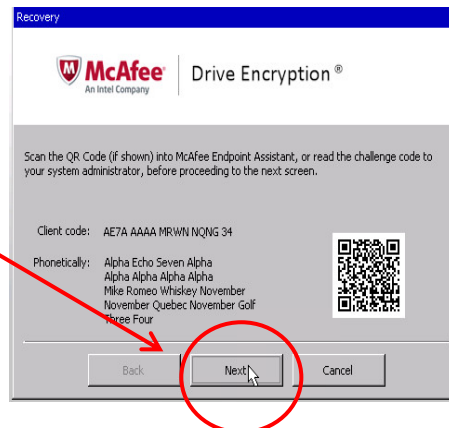 Recovery
McAfee®
An Intel Company
Drive Encryption ®
Scan the QR Code (if shown) into McAfee Endpoint Assistant, or read the challenge code to
your system administrator, before proceeding to the next screen.
Client code: AE7A AAAA MRWN NQNG 34
Phonetically: Alpha Echo Seven Alpha
Alpha Alpha Alpha Alpha
Mike Romeo Whiskey November
November Quebec November Golf
Three Four
Back Next Cancel